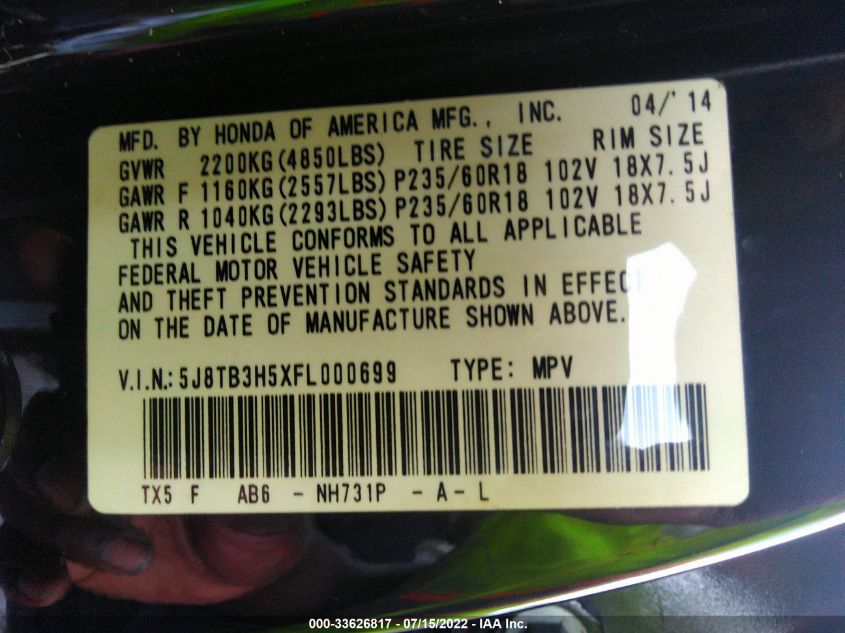 MFD. BY HONDA OF AMERICA MFG., INC. 04/'14
GVWR 2200KG(4850LBS) TIRE SIZE RIM SIZE
GAWR F 1160KG(2557LBS) P235/60R18 102V 18X7.5J
GAWR R 1040KG(2293LBS) P235/60R18 102V 18X7.5J
THIS VEHICLE CONFORMS TO ALL APPLICABLE
FEDERAL MOTOR VEHICLE SAFETY
AND THEFT PREVENTION STANDARDS IN EFFECT
ON THE DATE OF MANUFACTURE SHOWN ABOVE.
V.I.N.: 5J8TB3H5XFL000699 TYPE: MPV
TX5 F AB6 - NH731P - A - L
000-33626817 - 07/15/2022 - IAA Inc.